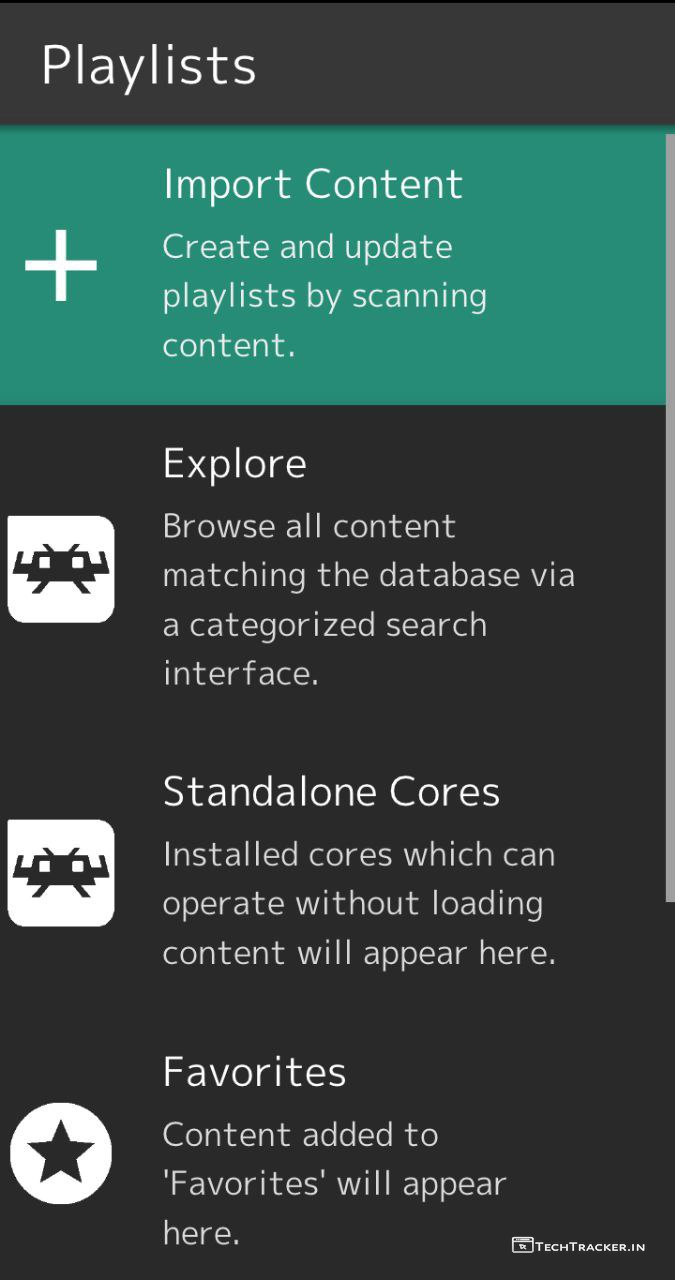 Playlists
Import Content
Create and update
playlists by scanning
content.
Explore
Browse all content
matching the database via
a categorized search
interface.
Standalone Cores
Installed cores which can
operate without loading
content will appear here.
Favorites
Content added to
'Favorites' will appear
here.
TECHTRACKER.IN